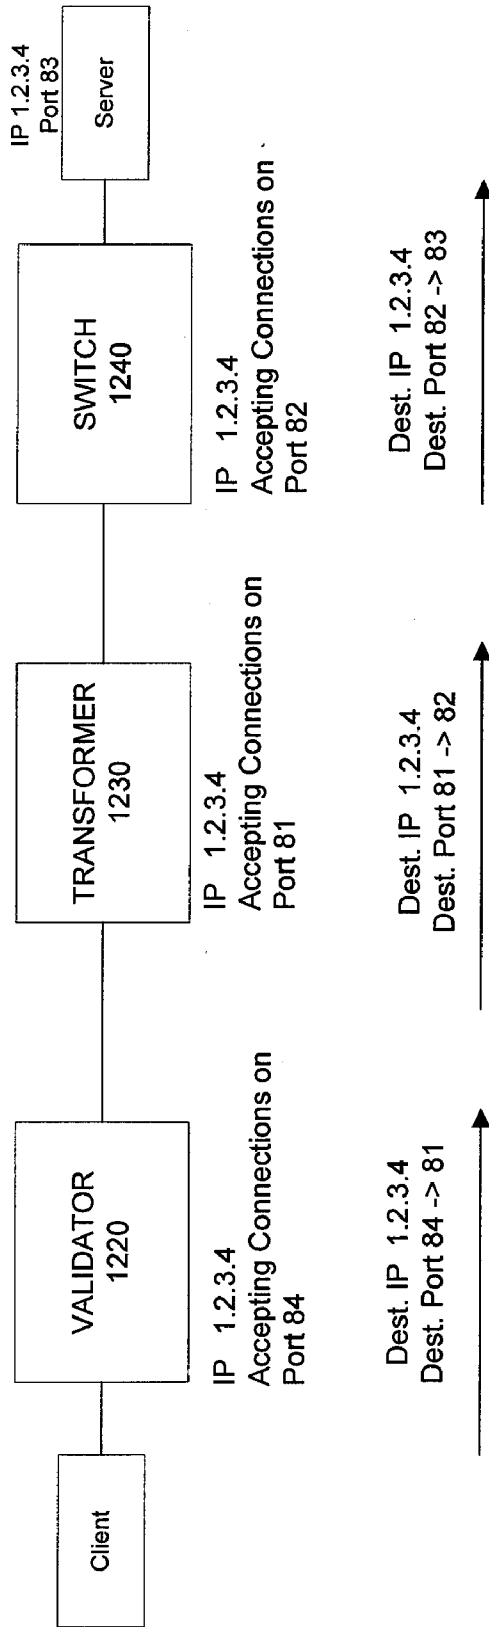 Client
VALIDATOR
1220
IP 1.2.3.4
Accepting Connections on
Port 84
TRANSFORMER
1230
IP 1.2.3.4
Accepting Connections on
Port 81
SWITCH
1240
IP 1.2.3.4
Accepting Connections on
Port 82
IP 1.2.3.4
Port 83
Server
Dest. IP 1.2.3.4
Dest. Port 84 -> 81
Dest. IP 1.2.3.4
Dest. Port 81 -> 82
Dest. IP 1.2.3.4
Dest. Port 82 -> 83